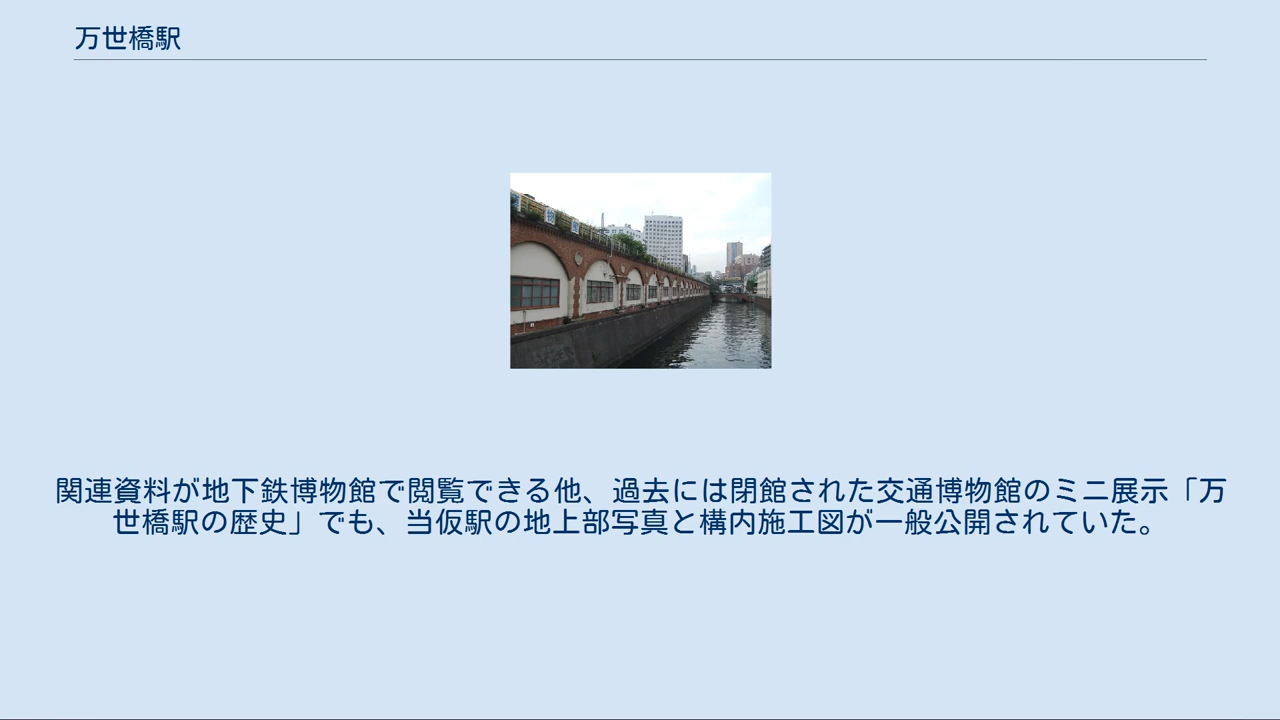 万世橋駅
関連資料が地下鉄博物館で閲覧できる他、過去には閉館された交通博物館のミニ展示「万
世橋駅の歴史」でも、当仮駅の地上部写真と構内施工図が一般公開されていた。